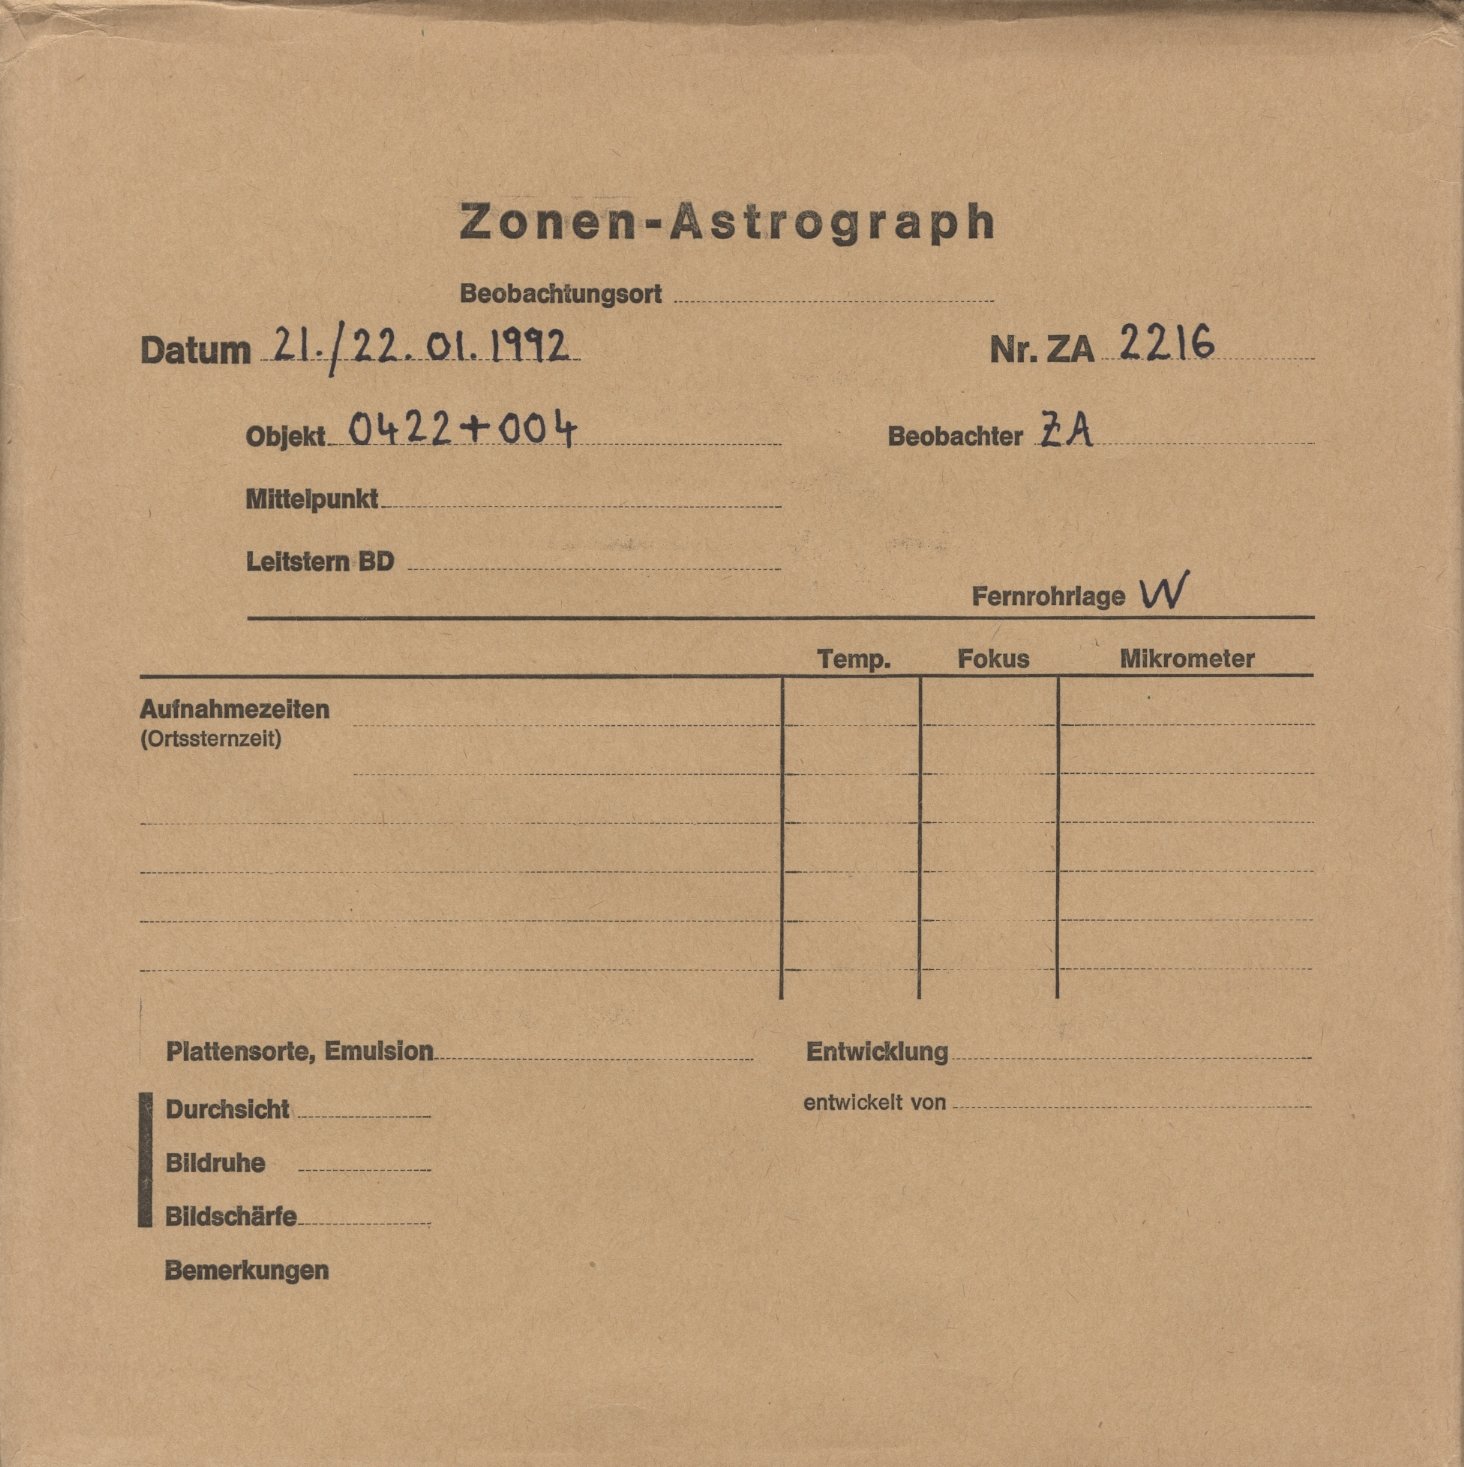 Zonen-Astrograph
Beobachtungsort
Datum 21./22.01.1992 Nr. ZA 2216
Objekt 0422+004 Beobachter ZA
Mittelpunkt
Leitstern BD
Fernrohrlage W
Temp. Fokus Mikrometer
Aufnahmezeiten
(Ortssternzeit)
Plattensorte, Emulsion Entwicklung
Durchsicht entwickelt von
Bildruhe
Bildschärfe
Bemerkungen